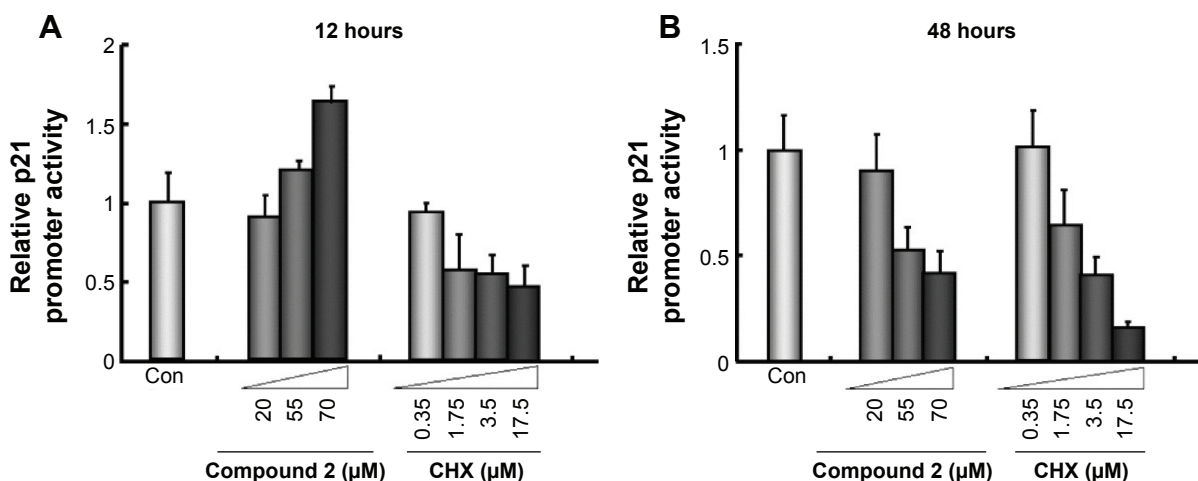 A
12 hours
Relative p21
promoter activity
2
1.5
1
0.5
0
Con
20
55
70
0.35
1.75
3.5
17.5
Compound 2 (μM)
CHX (μM)
B
48 hours
Relative p21
promoter activity
1.5
1
0.5
0
Con
20
55
70
0.35
1.75
3.5
17.5
Compound 2 (μM)
CHX (μM)